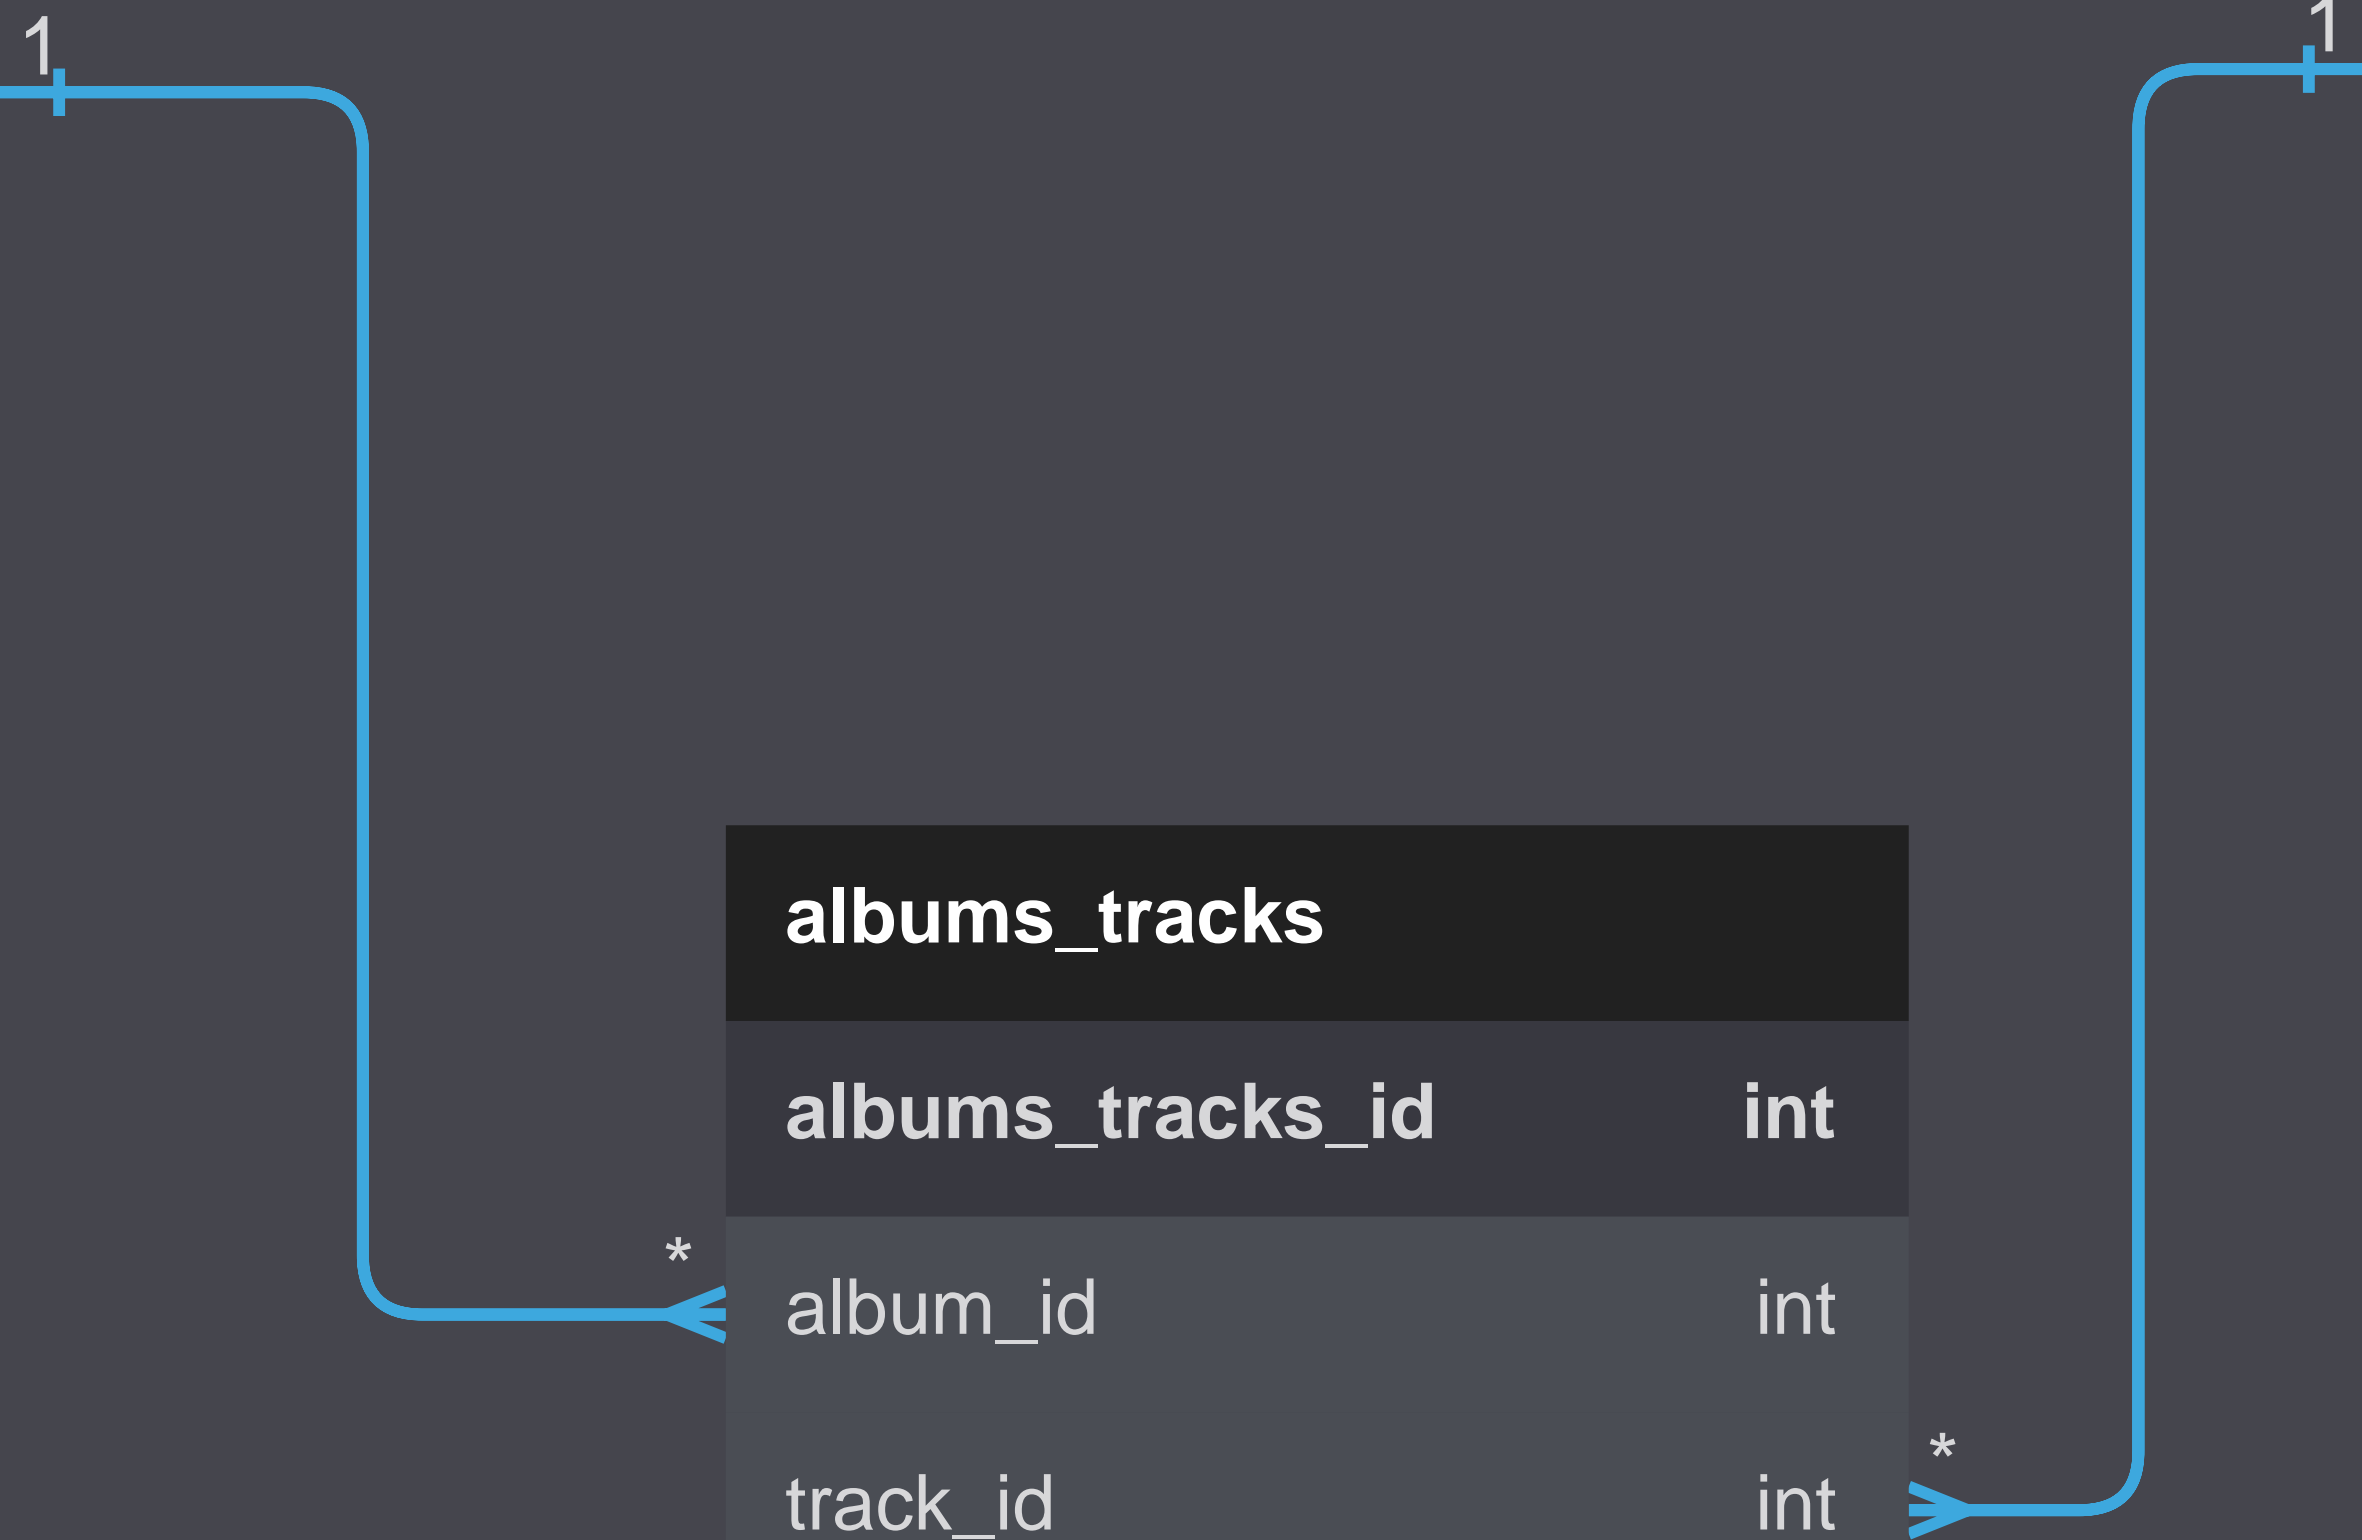 1
1
albums_tracks
albums_tracks_id int
*
album_id int
*
track_id int